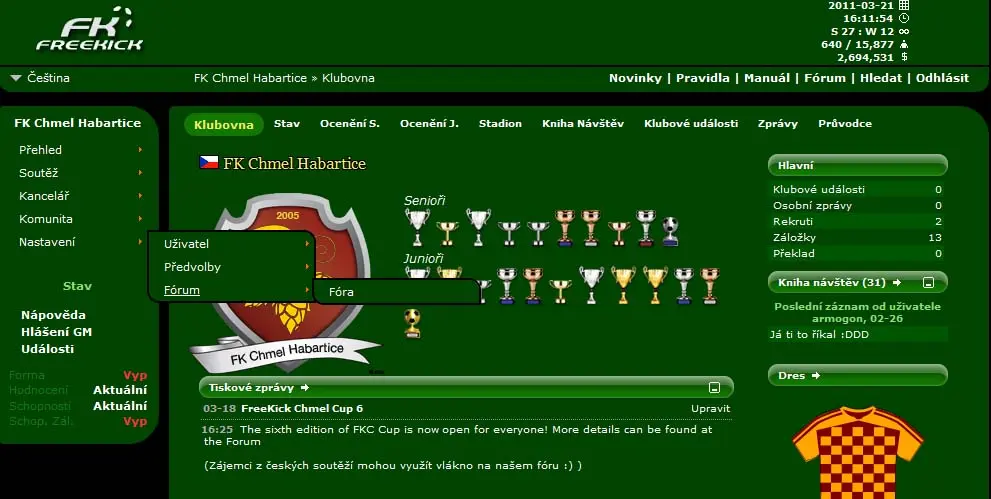 FK
FREEKICK
2011-03-21
16:11:54
S 27 : W 12
640 / 15,877
2,694,531 $
Čeština
FK Chmel Habartice » Klubovna
Novinky | Pravidla | Manuál | Fórum | Hledat | Odhlásit
FK Chmel Habartice
Přehled
Soutěž
Kancelář
Komunita
Nastavení
Uživatel
Předvolby
Fórum
Fóra
Stav
Nápověda
Hlášení GM
Události
Forma Vyp
Hodnocení Aktuální
Schopnosti Aktuální
Schop. Zál. Vyp
Klubovna Stav Ocenění S. Ocenění J. Stadion Kniha Návštěv Klubové události Zprávy Průvodce
FK Chmel Habartice
2005
FK Chmel Habartice
Senioři
Junioři
Tiskové zprávy
03-18 FreeKick Chmel Cup 6 Upravit
16:25 The sixth edition of FKC Cup is now open for everyone! More details can be found at
the Forum
(Zájemci z českých soutěží mohou využít vlákno na našem fóru :) )
Hlavní
Klubové události 0
Osobní zprávy 0
Rekruti 2
Záložky 13
Překlad 0
Kniha návštěv (31)
Poslední záznam od uživatele
armogon, 02-26
Já ti to říkal :DDD
Dres